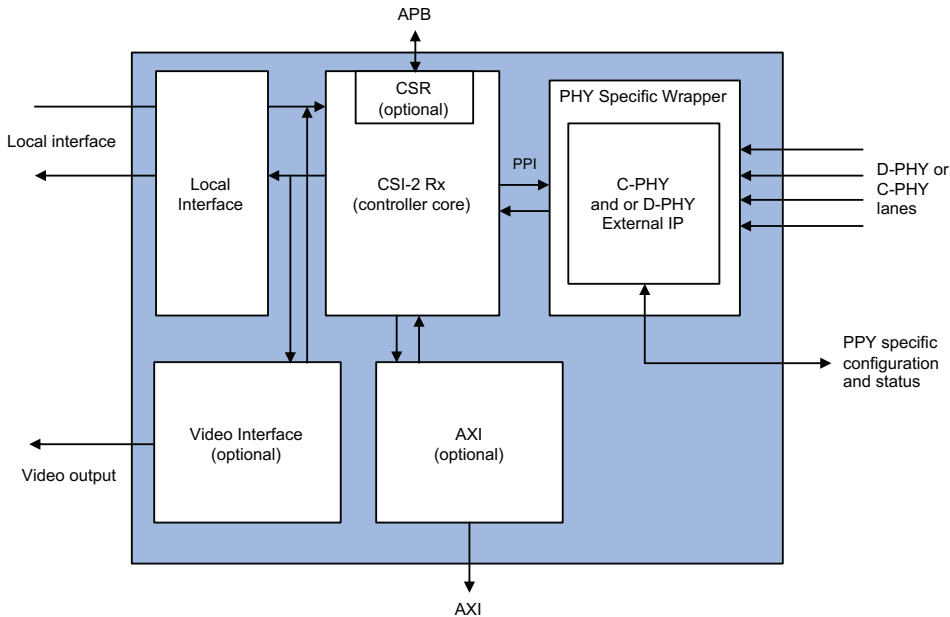 APB
CSR
(optional)
PHY Specific Wrapper
Local interface
Local
Interface
CSI-2 Rx
(controller core)
PPI
C-PHY
and or D-PHY
External IP
D-PHY or
C-PHY
lanes
PPY specific
configuration
and status
Video Interface
(optional)
AXI
(optional)
Video output
AXI